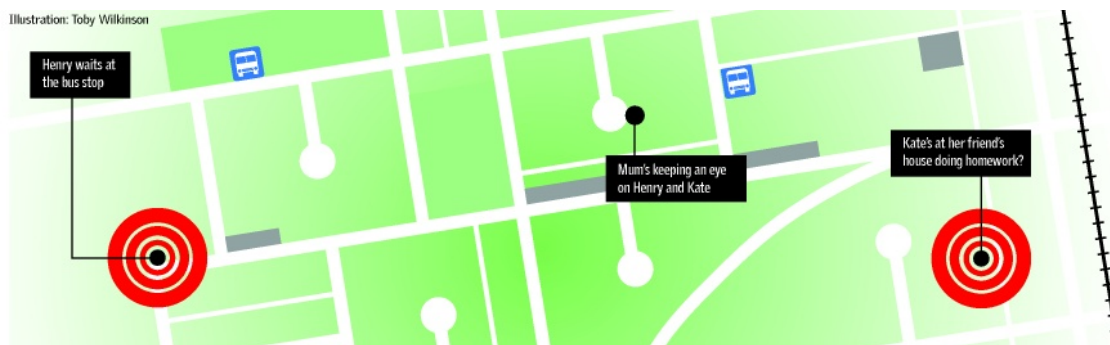 Illustration: Toby Wilkinson
Henry waits at
the bus stop
Mum's keeping an eye
on Henry and Kate
Kate's at her friend's
house doing homework?